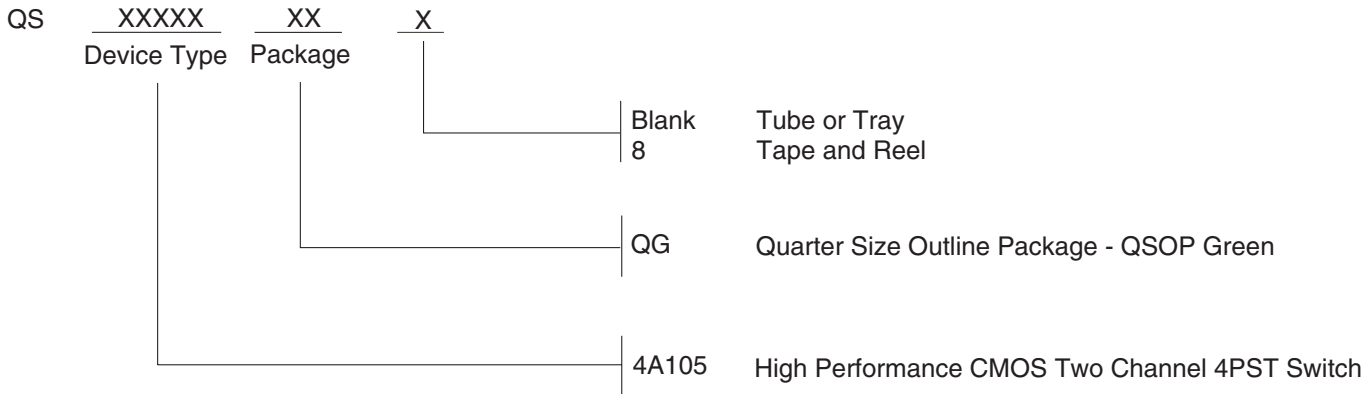 QS XXXXX XX X
Device Type Package
Blank Tube or Tray
8 Tape and Reel
QG Quarter Size Outline Package - QSOP Green
4A105 High Performance CMOS Two Channel 4PST Switch